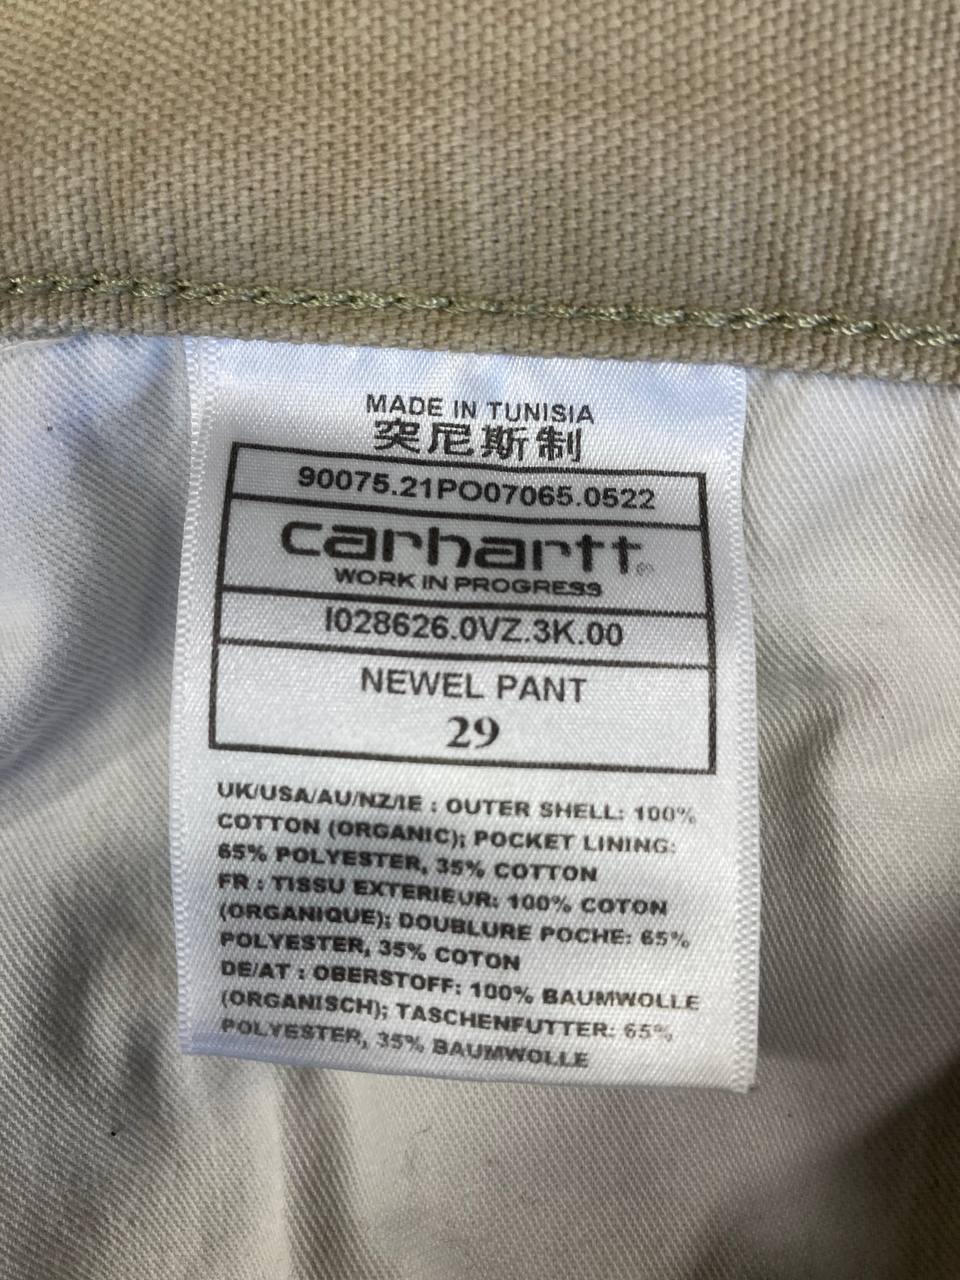 MADE IN TUNISIA
突尼斯制
90075.21PO07065.0522
carhartt®
WORK IN PROGRESS
I028626.0VZ.3K.00
NEWEL PANT
29
UK/USA/AU/NZ/IE : OUTER SHELL: 100%
COTTON (ORGANIC); POCKET LINING:
65% POLYESTER, 35% COTTON
FR : TISSU EXTERIEUR: 100% COTON
(ORGANIQUE); DOUBLURE POCHE: 65%
POLYESTER, 35% COTON
DE/AT : OBERSTOFF: 100% BAUMWOLLE
(ORGANISCH); TASCHENFUTTER: 65%
POLYESTER, 35% BAUMWOLLE